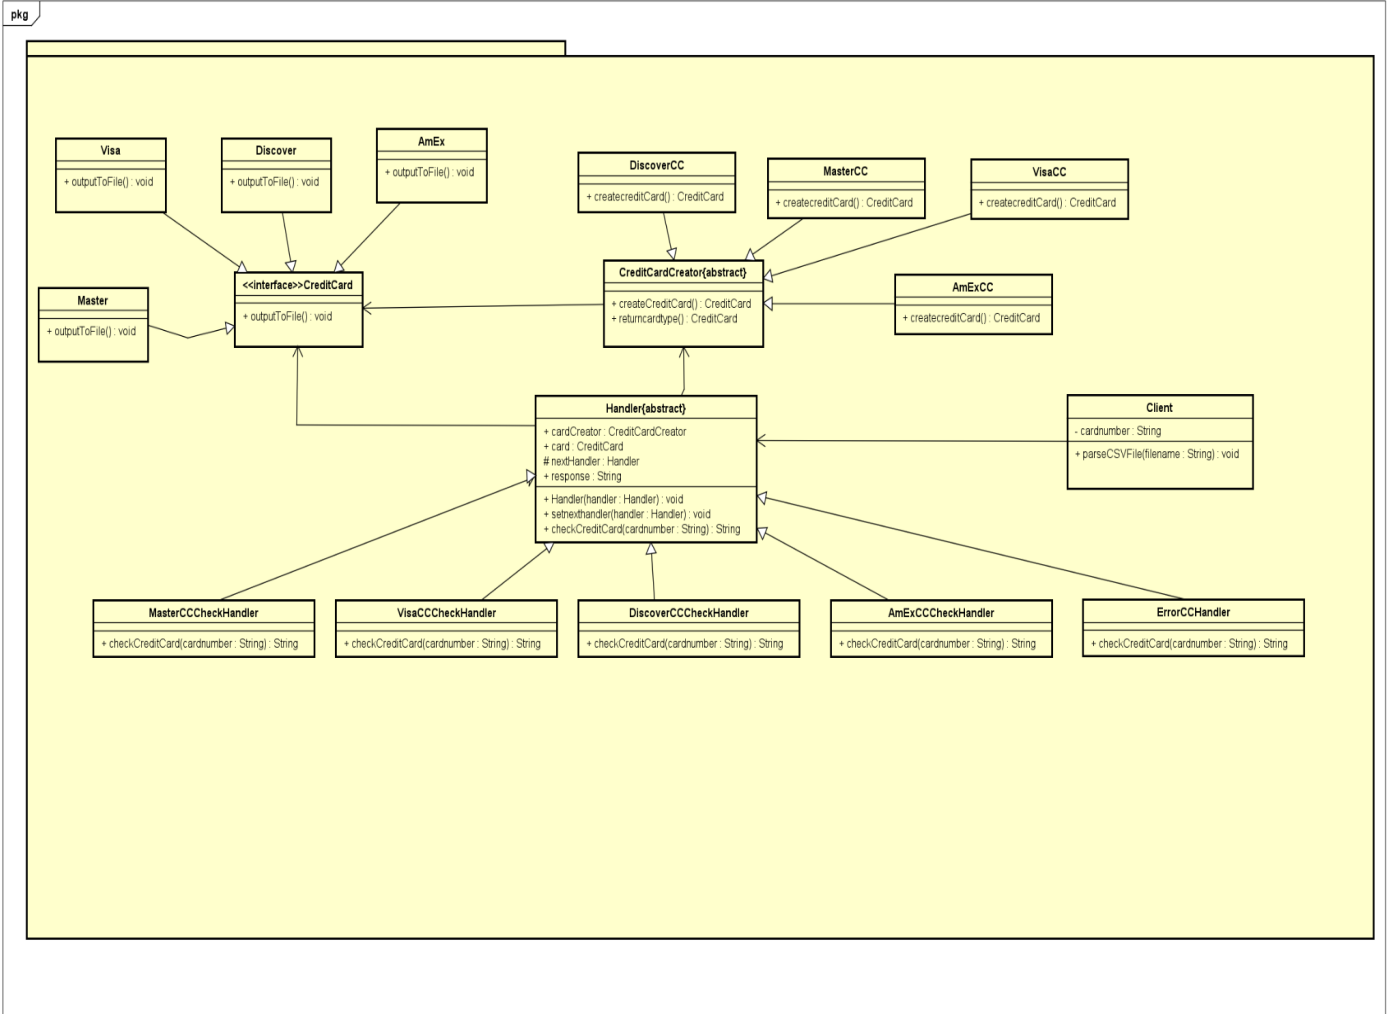 pkg
Visa
+ outputToFile() : void
Discover
+ outputToFile() : void
AmEx
+ outputToFile() : void
DiscoverCC
+ createcreditCard() : CreditCard
MasterCC
+ createcreditCard() : CreditCard
VisaCC
+ createcreditCard() : CreditCard
Master
+ outputToFile() : void
<<interface>>CreditCard
+ outputToFile() : void
CreditCardCreator{abstract}
+ createCreditCard() : CreditCard
+ returncardtype() : CreditCard
AmExCC
+ createcreditCard() : CreditCard
Handler{abstract}
+ cardCreator : CreditCardCreator
+ card : CreditCard
# nextHandler : Handler
+ response : String
+ Handler(handler : Handler) : void
+ setnexthandler(handler : Handler) : void
+ checkCreditCard(cardnumber : String) : String
Client
- cardnumber : String
+ parseCSVFile(filename : String) : void
MasterCCCheckHandler
+ checkCreditCard(cardnumber : String) : String
VisaCCCheckHandler
+ checkCreditCard(cardnumber : String) : String
DiscoverCCCheckHandler
+ checkCreditCard(cardnumber : String) : String
AmExCCCheckHandler
+ checkCreditCard(cardnumber : String) : String
ErrorCCHandler
+ checkCreditCard(cardnumber : String) : String